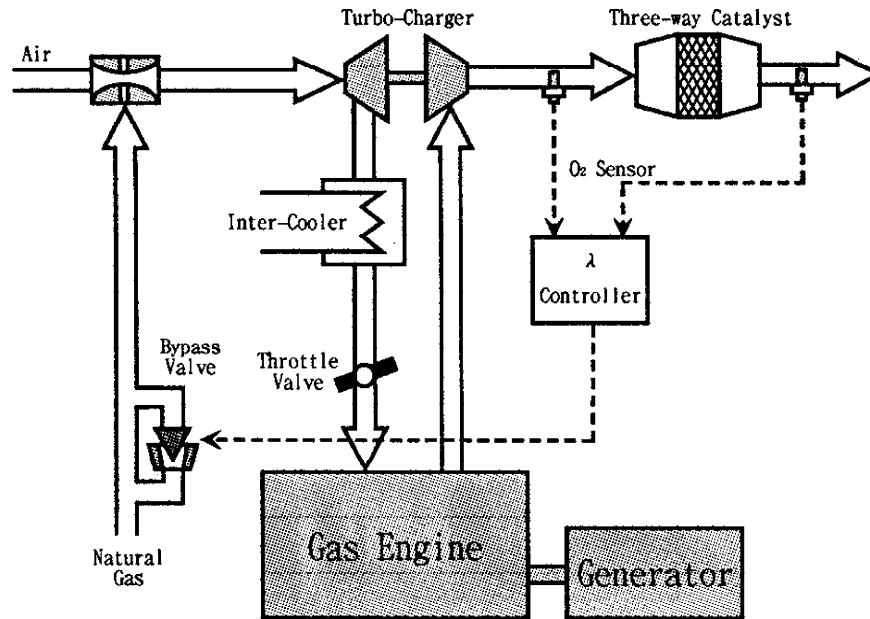 Turbo-Charger
Three-way Catalyst
Air
O₂ Sensor
Inter-Cooler
λ
Controller
Bypass
Valve
Throttle
Valve
Gas Engine
Natural
Gas
Generator